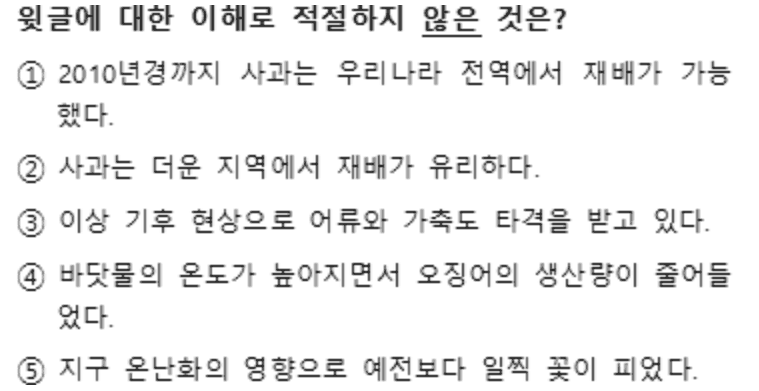 윗글에 대한 이해로 적절하지 않은 것은?
① 2010년경까지 사과는 우리나라 전역에서 재배가 가능
했다.
② 사과는 더운 지역에서 재배가 유리하다.
③ 이상 기후 현상으로 어류와 가축도 타격을 받고 있다.
④ 바닷물의 온도가 높아지면서 오징어의 생산량이 줄어들
었다.
⑤ 지구 온난화의 영향으로 예전보다 일찍 꽃이 피었다.